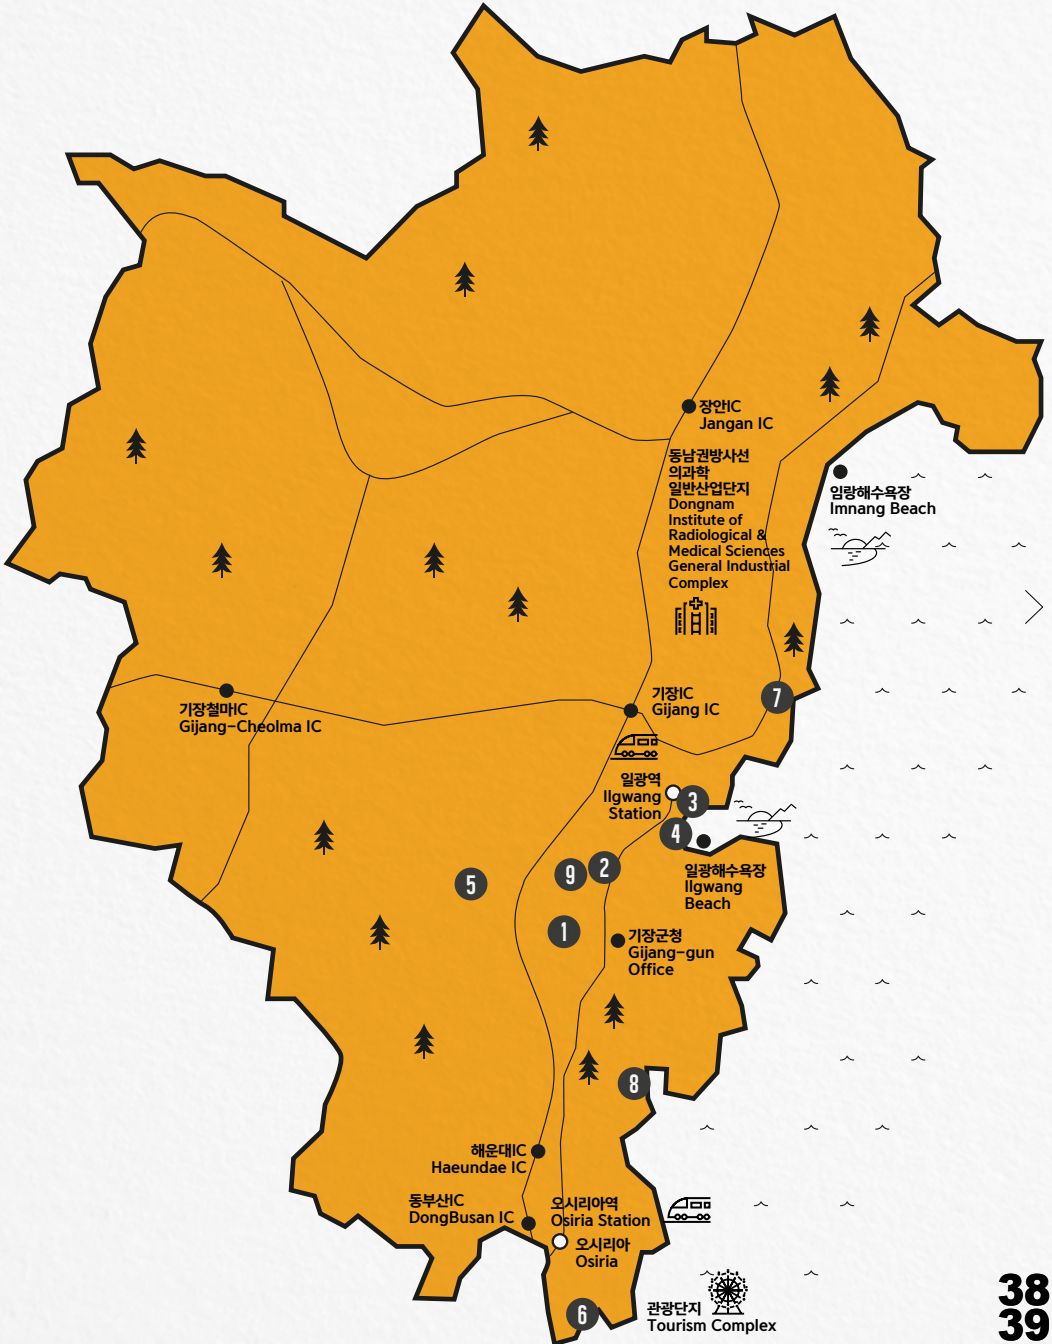 장안IC
Jangan IC
동남권방사선
의과학
일반산업단지
Dongnam
Institute of
Radiological &
Medical Sciences
General Industrial
Complex
임랑해수욕장
Imnang Beach
기장철마IC
Gijang-Cheolma IC
기장IC
Gijang IC
7
일광역
Ilgwang
Station
3
4
일광해수욕장
Ilgwang
Beach
5
9
2
1
기장군청
Gijang-gun
Office
8
해운대IC
Haeundae IC
동부산IC
DongBusan IC
오시리아역
Osiria Station
오시리아
Osiria
6
관광단지
Tourism Complex
38
39